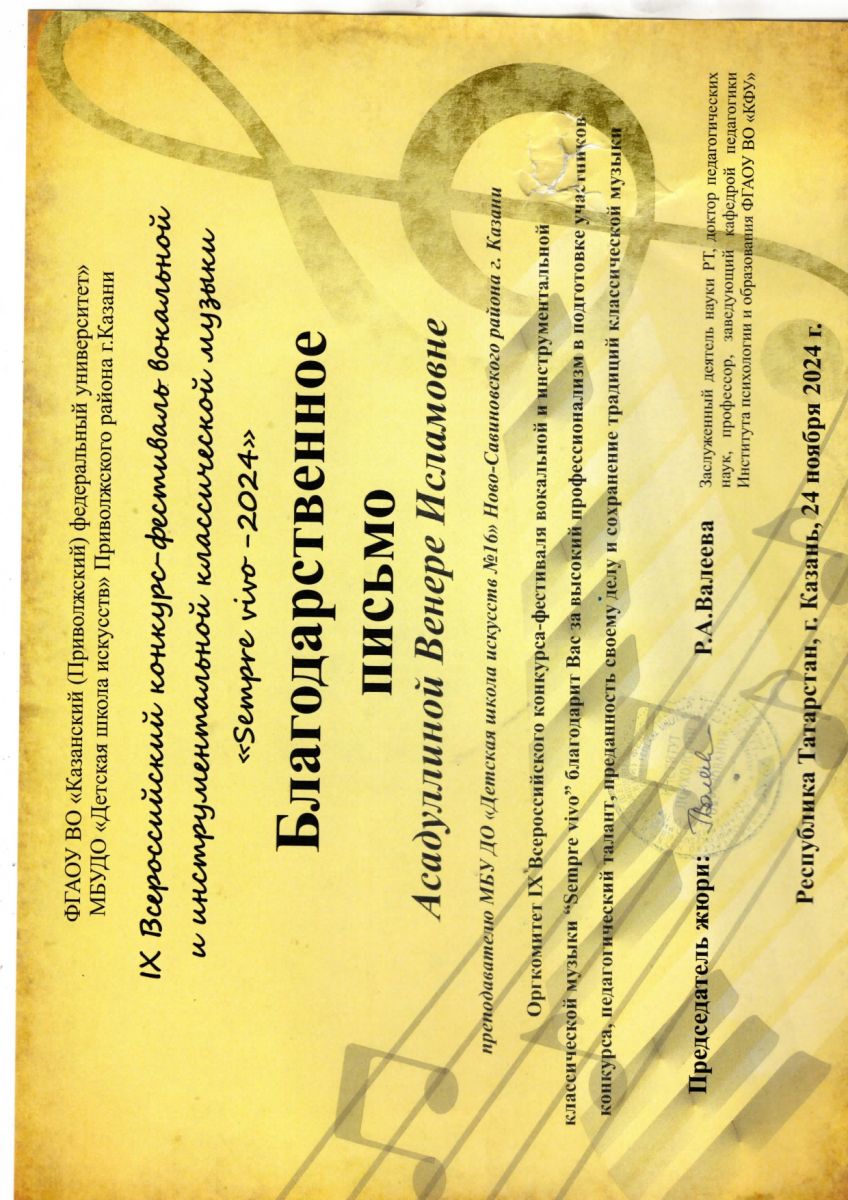 ФГАОУ ВО «Казанский (Приволжский) федеральный университет»
МБУДО «Детская школа искусств» Приволжского района г.Казани
IX Всероссийский конкурс-фестиваль вокальной
и инструментальной классической музыки
«Sempre vivo -2024»
Благодарственное
письмо
Асадуллиной Венере Исламовне
преподавателю МБУ ДО «Детская школа искусств №16» Ново-Савиновского района г. Казани
Оргкомитет IX Всероссийского конкурса-фестиваля вокальной и инструментальной
классической музыки “Sempre vivo” благодарит Вас за высокий профессионализм в подготовке участников
конкурса, педагогический талант, преданность своему делу и сохранение традиций классической музыки
Председатель жюри: Р.А.Валеева
Заслуженный деятель науки РТ, доктор педагогических
наук, профессор, заведующий кафедрой педагогики
Института психологии и образования ФГАОУ ВО «КФУ»
Республика Татарстан, г. Казань, 24 ноября 2024 г.